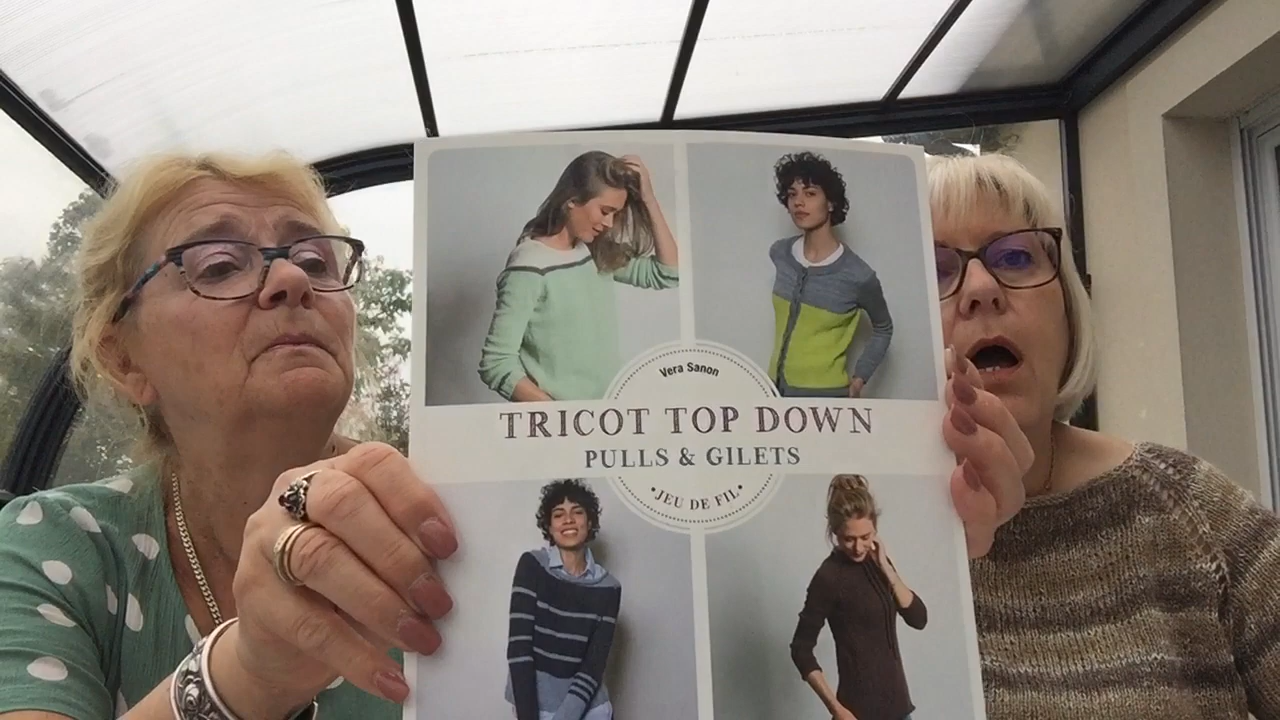 Vera Sanon
TRICOT TOP DOWN
PULLS & GILETS
• JEU DE FIL •